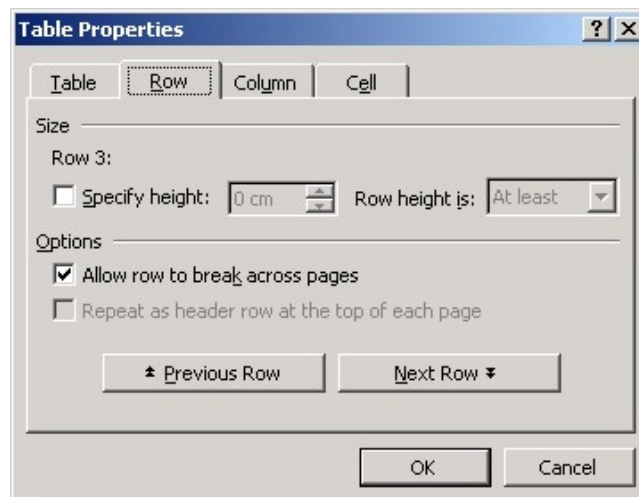 Table Properties
Table Row Column Cell
Size
Row 3:
Specify height: 0 cm Row height is: At least
Options
Allow row to break across pages
Repeat as header row at the top of each page
Previous Row Next Row
OK Cancel